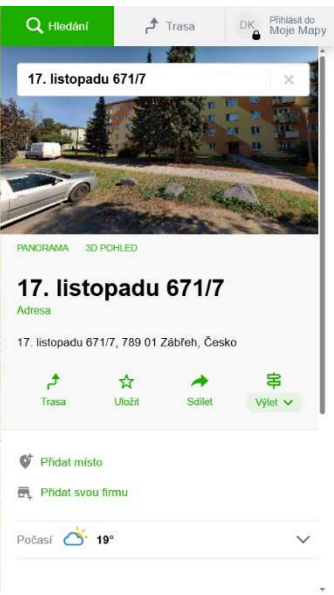 Hledání
Trasa
DK
Přihlásit do
Moje Mapy
17. listopadu 671/7
PANORAMA 3D POHLED
17. listopadu 671/7
Adresa
17. listopadu 671/7, 789 01 Zábřeh, Česko
Trasa Uložit Sdílet Výlet
Přidat místo
Přidat svou firmu
Počasí 19°